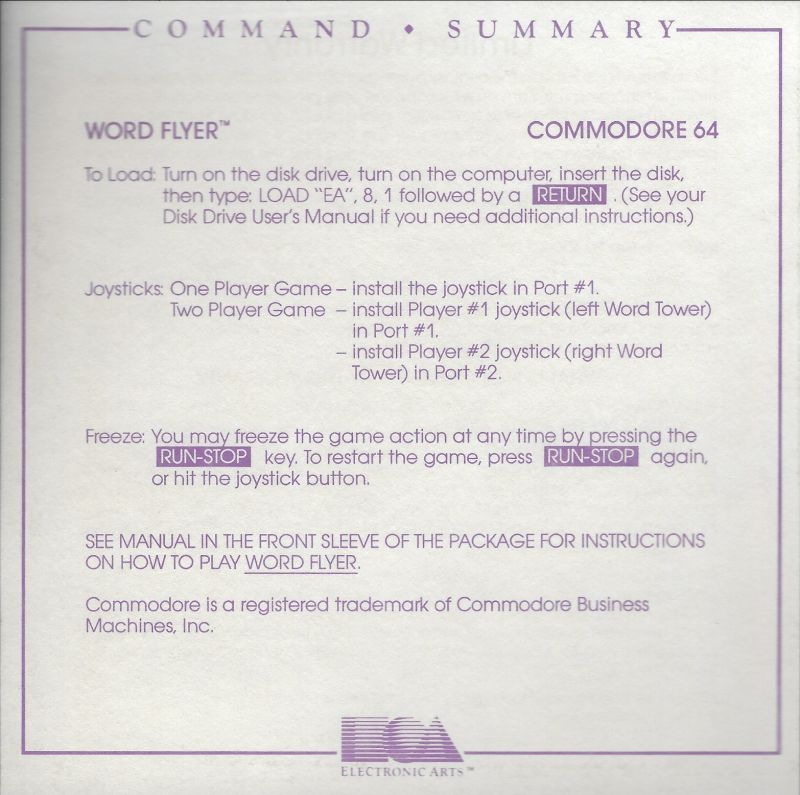 COMMAND • SUMMARY
WORD FLYER™ COMMODORE 64
To Load: Turn on the disk drive, turn on the computer, insert the disk,
then type: LOAD "EA", 8, 1 followed by a RETURN . (See your
Disk Drive User's Manual if you need additional instructions.)
Joysticks: One Player Game – install the joystick in Port #1.
Two Player Game – install Player #1 joystick (left Word Tower)
in Port #1.
– install Player #2 joystick (right Word
Tower) in Port #2.
Freeze: You may freeze the game action at any time by pressing the
RUN-STOP key. To restart the game, press RUN-STOP again,
or hit the joystick button.
SEE MANUAL IN THE FRONT SLEEVE OF THE PACKAGE FOR INSTRUCTIONS
ON HOW TO PLAY WORD FLYER.
Commodore is a registered trademark of Commodore Business
Machines, Inc.
ELECTRONIC ARTS™